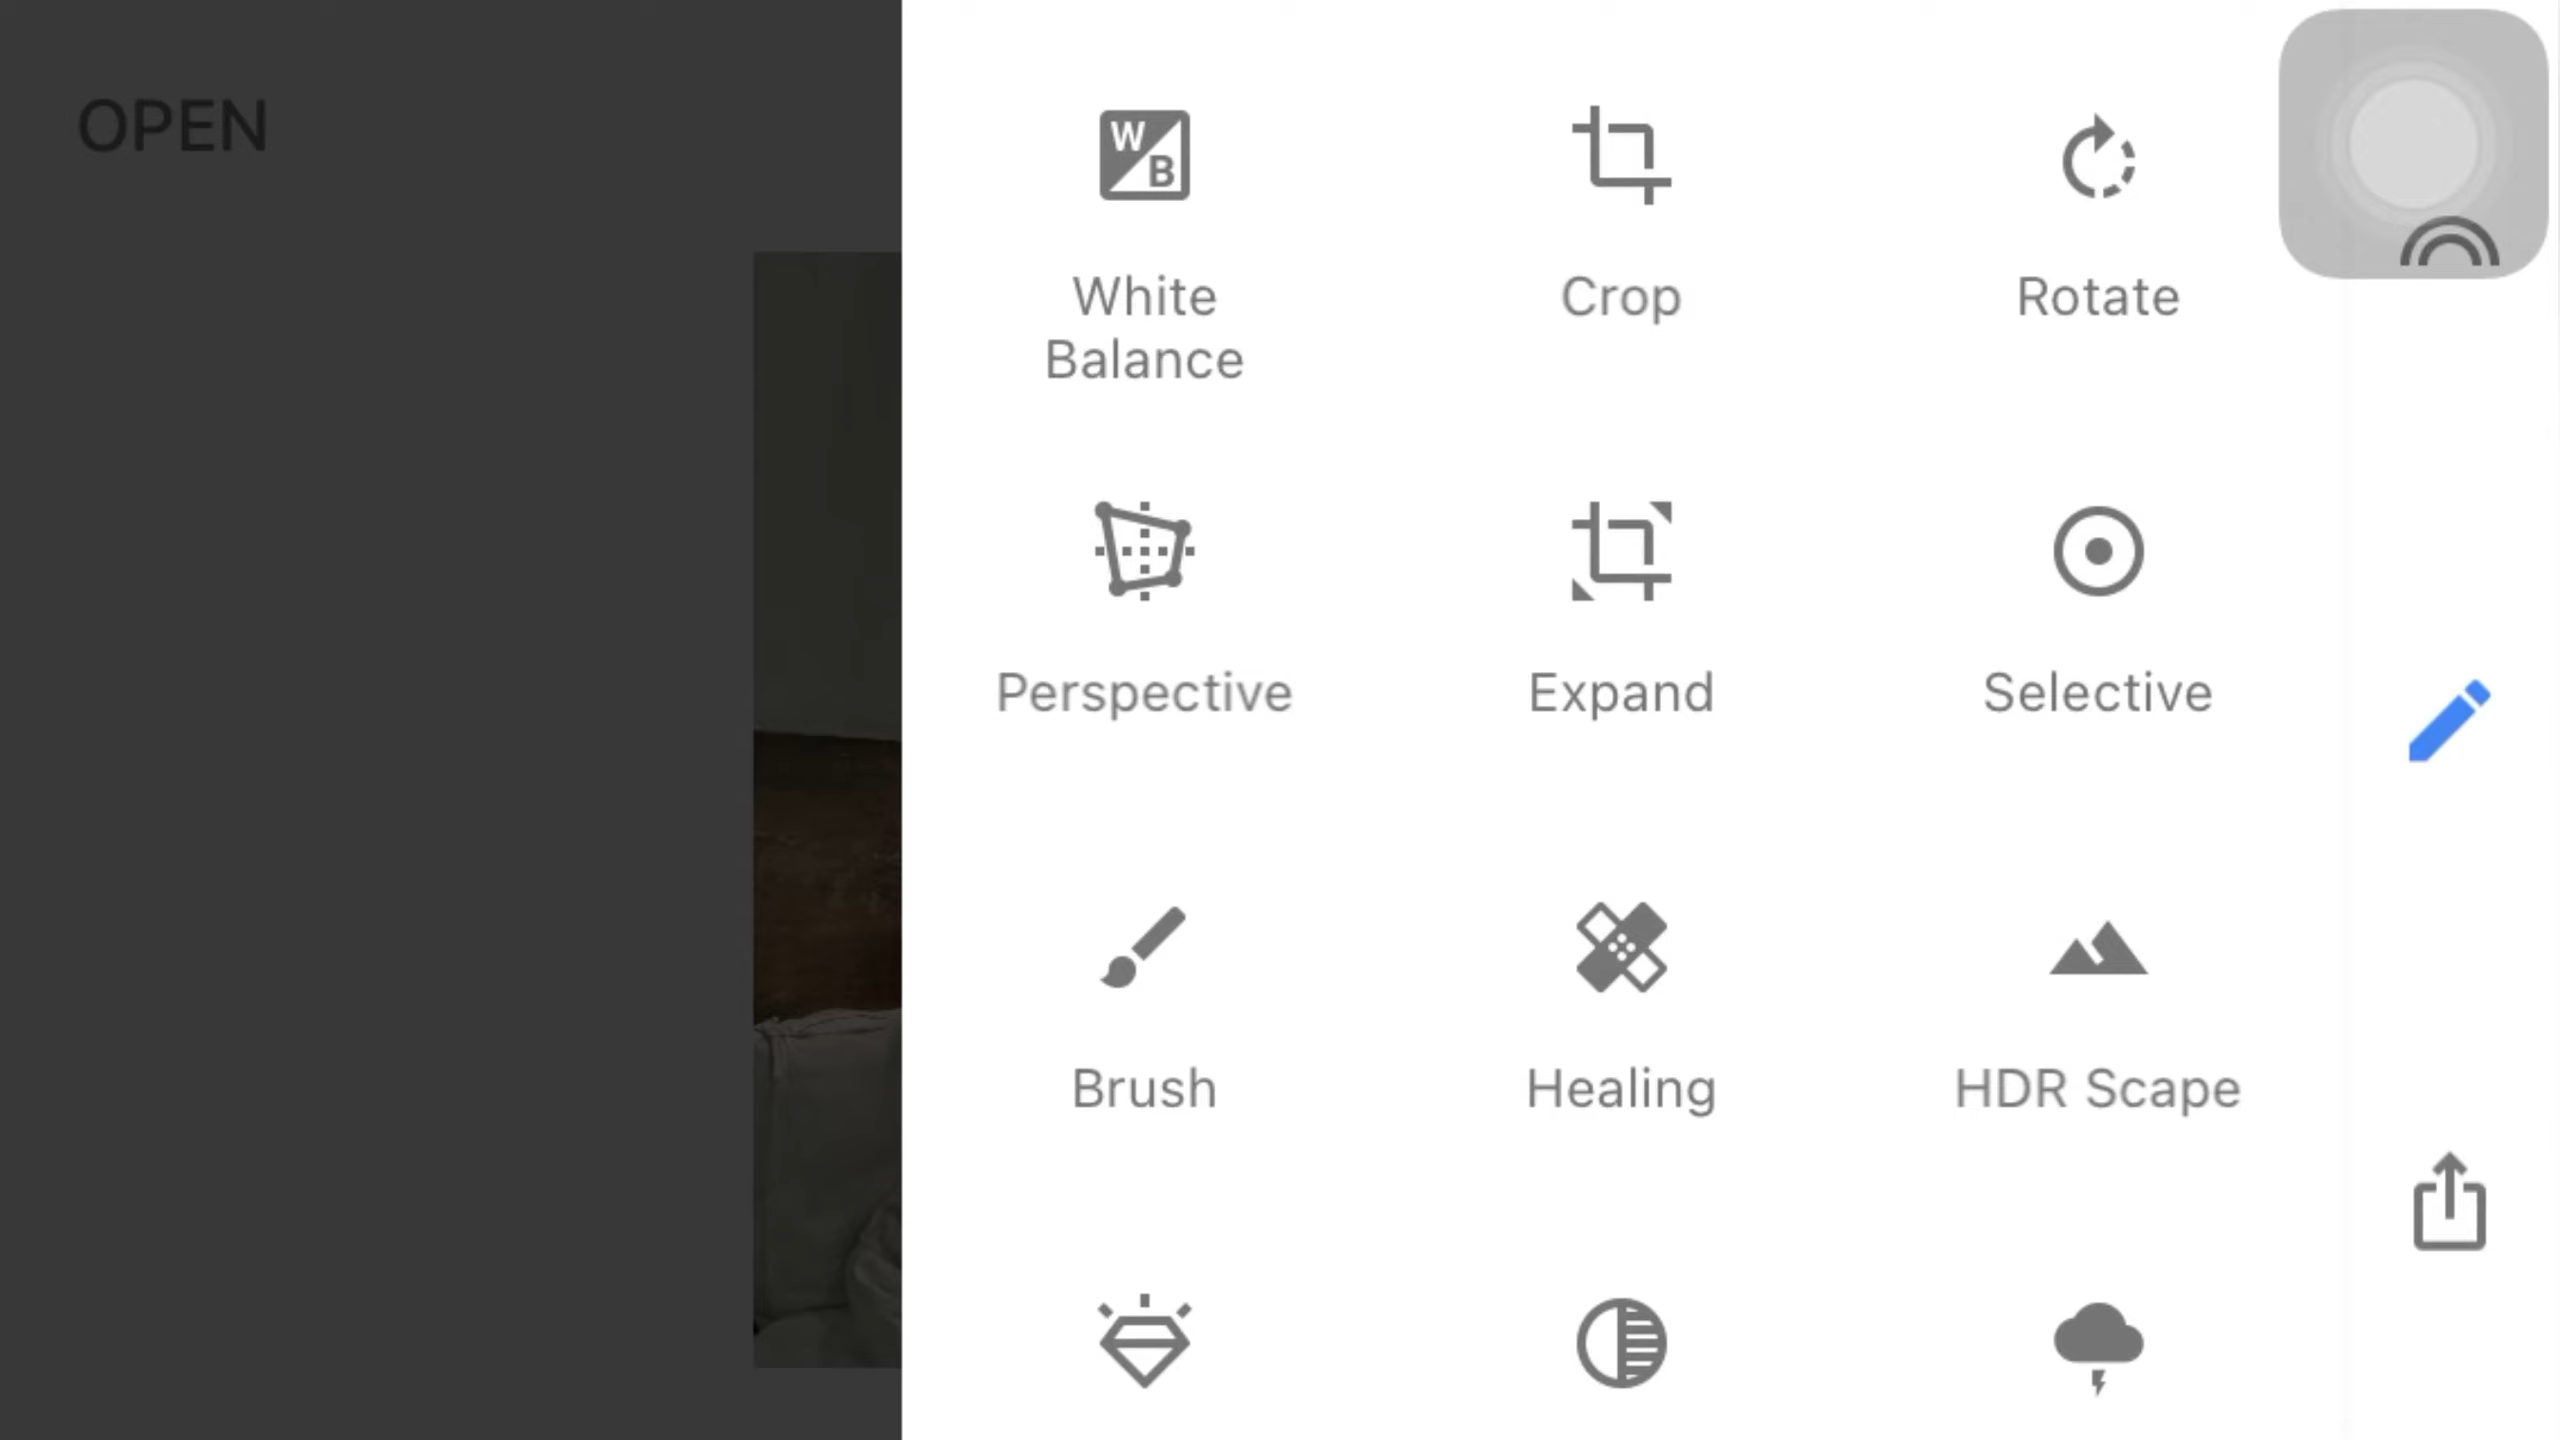 OPEN
W
B
White
Balance
Crop
Rotate
Perspective
Expand
Selective
Brush
Healing
HDR Scape